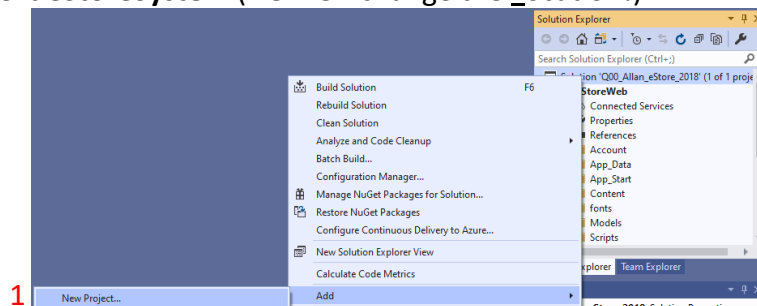 Solution Explorer
Search Solution Explorer (Ctrl+;)
'Q00_Allan_eStore_2018' (1 of 1 proje
StoreWeb
Connected Services
Properties
References
Account
App_Data
App_Start
Content
fonts
Models
Scripts
Team Explorer
Build Solution F6
Rebuild Solution
Clean Solution
Analyze and Code Cleanup
Batch Build...
Configuration Manager...
Manage NuGet Packages for Solution...
Restore NuGet Packages
Configure Continuous Delivery to Azure...
New Solution Explorer View
Calculate Code Metrics
Add
1 New Project...